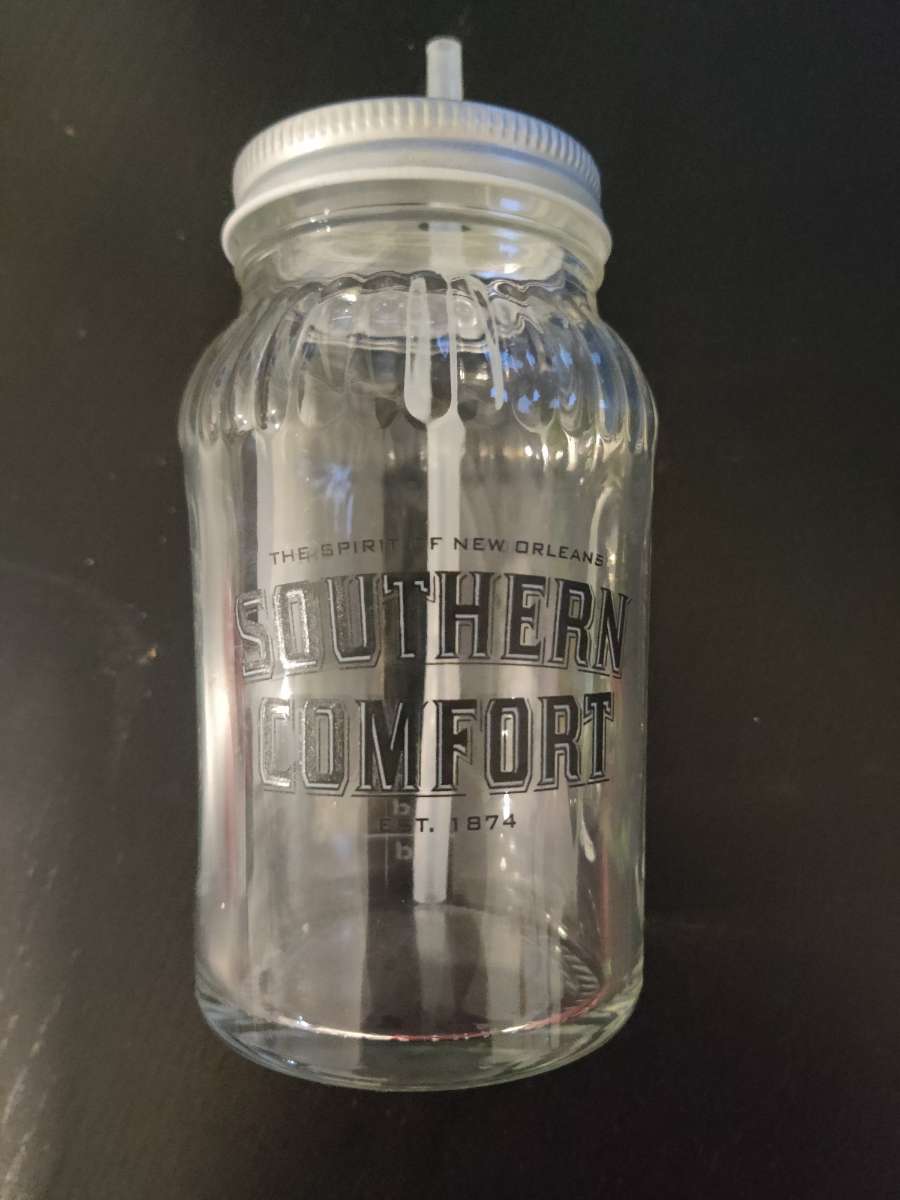 THE SPIRIT OF NEW ORLEANS
SOUTHERN
COMFORT
EST. 1874